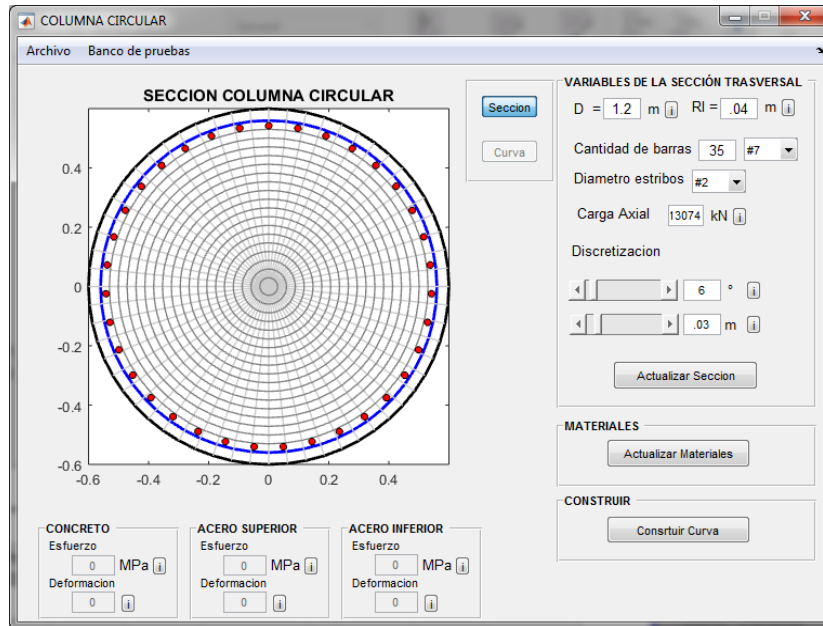 COLUMNA CIRCULAR
Archivo Banco de pruebas
SECCION COLUMNA CIRCULAR
0.4
0.2
0
-0.2
-0.4
-0.6
-0.6 -0.4 -0.2 0 0.2 0.4
Seccion
Curva
VARIABLES DE LA SECCIÓN TRASVERSAL
D = 1.2 m i Rl = .04 m i
Cantidad de barras 35 #7
Diametro estribos #2
Carga Axial 13074 kN i
Discretizacion
6 ° i
.03 m i
Actualizar Seccion
MATERIALES
Actualizar Materiales
CONSTRUIR
Consrtuir Curva
CONCRETO
Esfuerzo
0 MPa i
Deformacion
0 i
ACERO SUPERIOR
Esfuerzo
0 MPa i
Deformacion
0 i
ACERO INFERIOR
Esfuerzo
0 MPa i
Deformacion
0 i